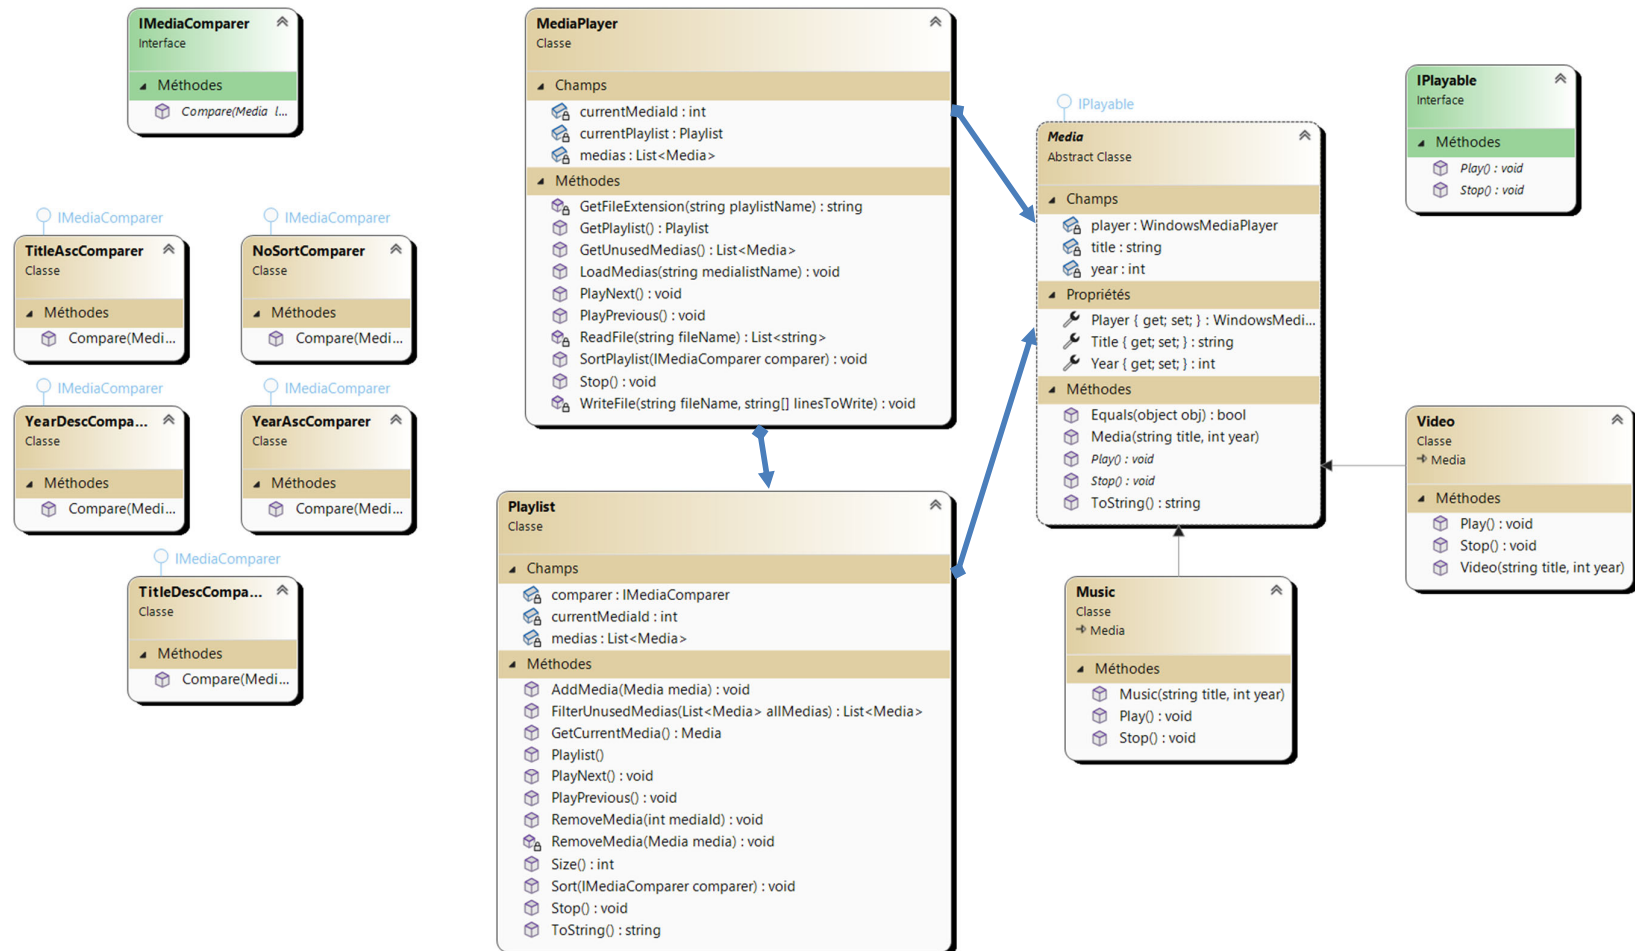 IMediaComparer
Interface
Méthodes
Compare(Media l...
IMediaComparer
TitleAscComparer
Classe
Méthodes
Compare(Medi...
IMediaComparer
NoSortComparer
Classe
Méthodes
Compare(Medi...
IMediaComparer
YearDescCompa...
Classe
Méthodes
Compare(Medi...
IMediaComparer
YearAscComparer
Classe
Méthodes
Compare(Medi...
IMediaComparer
TitleDescCompa...
Classe
Méthodes
Compare(Medi...
MediaPlayer
Classe
Champs
currentMediaId : int
currentPlaylist : Playlist
medias : List<Media>
Méthodes
GetFileExtension(string playlistName) : string
GetPlaylist() : Playlist
GetUnusedMedias() : List<Media>
LoadMedias(string medialistName) : void
PlayNext() : void
PlayPrevious() : void
ReadFile(string fileName) : List<string>
SortPlaylist(IMediaComparer comparer) : void
Stop() : void
WriteFile(string fileName, string[] linesToWrite) : void
Playlist
Classe
Champs
comparer : IMediaComparer
currentMediaId : int
medias : List<Media>
Méthodes
AddMedia(Media media) : void
FilterUnusedMedias(List<Media> allMedias) : List<Media>
GetCurrentMedia() : Media
Playlist()
PlayNext() : void
PlayPrevious() : void
RemoveMedia(int mediaId) : void
RemoveMedia(Media media) : void
Size() : int
Sort(IMediaComparer comparer) : void
Stop() : void
ToString() : string
IPlayable
Media
Abstract Classe
Champs
player : WindowsMediaPlayer
title : string
year : int
Propriétés
Player { get; set; } : WindowsMedi...
Title { get; set; } : string
Year { get; set; } : int
Méthodes
Equals(object obj) : bool
Media(string title, int year)
Play() : void
Stop() : void
ToString() : string
Music
Classe
Media
Méthodes
Music(string title, int year)
Play() : void
Stop() : void
IPlayable
Interface
Méthodes
Play() : void
Stop() : void
Video
Classe
Media
Méthodes
Play() : void
Stop() : void
Video(string title, int year)